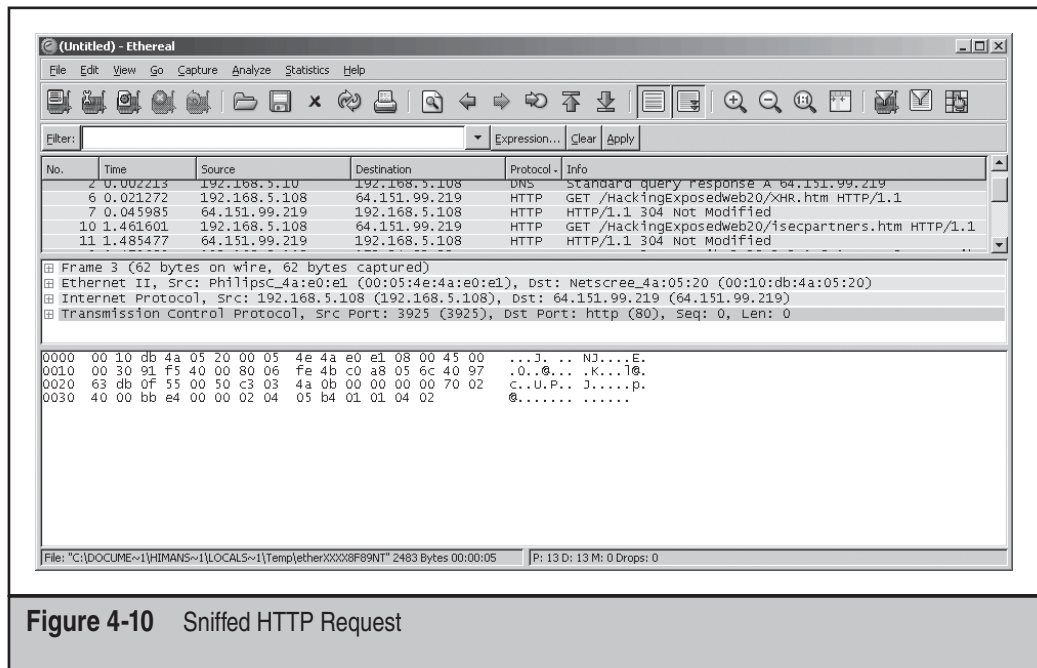 (Untitled) - Ethereal
File Edit View Go Capture Analyze Statistics Help
Filter: Expression... Clear Apply
No. Time Source Destination Protocol Info
2 0.002213 192.168.5.10 192.168.5.108 DNS Standard query response A 64.151.99.219
6 0.021272 192.168.5.108 64.151.99.219 HTTP GET /HackingExposedWeb20/XHR.htm HTTP/1.1
7 0.045985 64.151.99.219 192.168.5.108 HTTP HTTP/1.1 304 Not Modified
10 1.461601 192.168.5.108 64.151.99.219 HTTP GET /HackingExposedWeb20/isecpartners.htm HTTP/1.1
11 1.485477 64.151.99.219 192.168.5.108 HTTP HTTP/1.1 304 Not Modified
Frame 3 (62 bytes on wire, 62 bytes captured)
Ethernet II, Src: PhilipsC_4a:e0:e1 (00:05:4e:4a:e0:e1), Dst: Netscree_4a:05:20 (00:10:db:4a:05:20)
Internet Protocol, Src: 192.168.5.108 (192.168.5.108), Dst: 64.151.99.219 (64.151.99.219)
Transmission Control Protocol, Src Port: 3925 (3925), Dst Port: http (80), Seq: 0, Len: 0
0000 00 10 db 4a 05 20 00 05 4e 4a e0 e1 08 00 45 00 ...J. .. NJ....E.
0010 00 30 91 f5 40 00 80 06 fe 4b c0 a8 05 6c 40 97 .0..@... .K...l@.
0020 63 db 0f 55 00 50 c3 03 4a 0b 00 00 00 00 70 02 c..U.P.. J.....p.
0030 40 00 bb e4 00 00 02 04 05 b4 01 01 04 02 @....... ......
File: "C:\DOCUME~1\HIMANS~1\LOCALS~1\Temp\etherXXXX8F89NT" 2483 Bytes 00:00:05 P: 13 D: 13 M: 0 Drops: 0
Figure 4-10 Sniffed HTTP Request